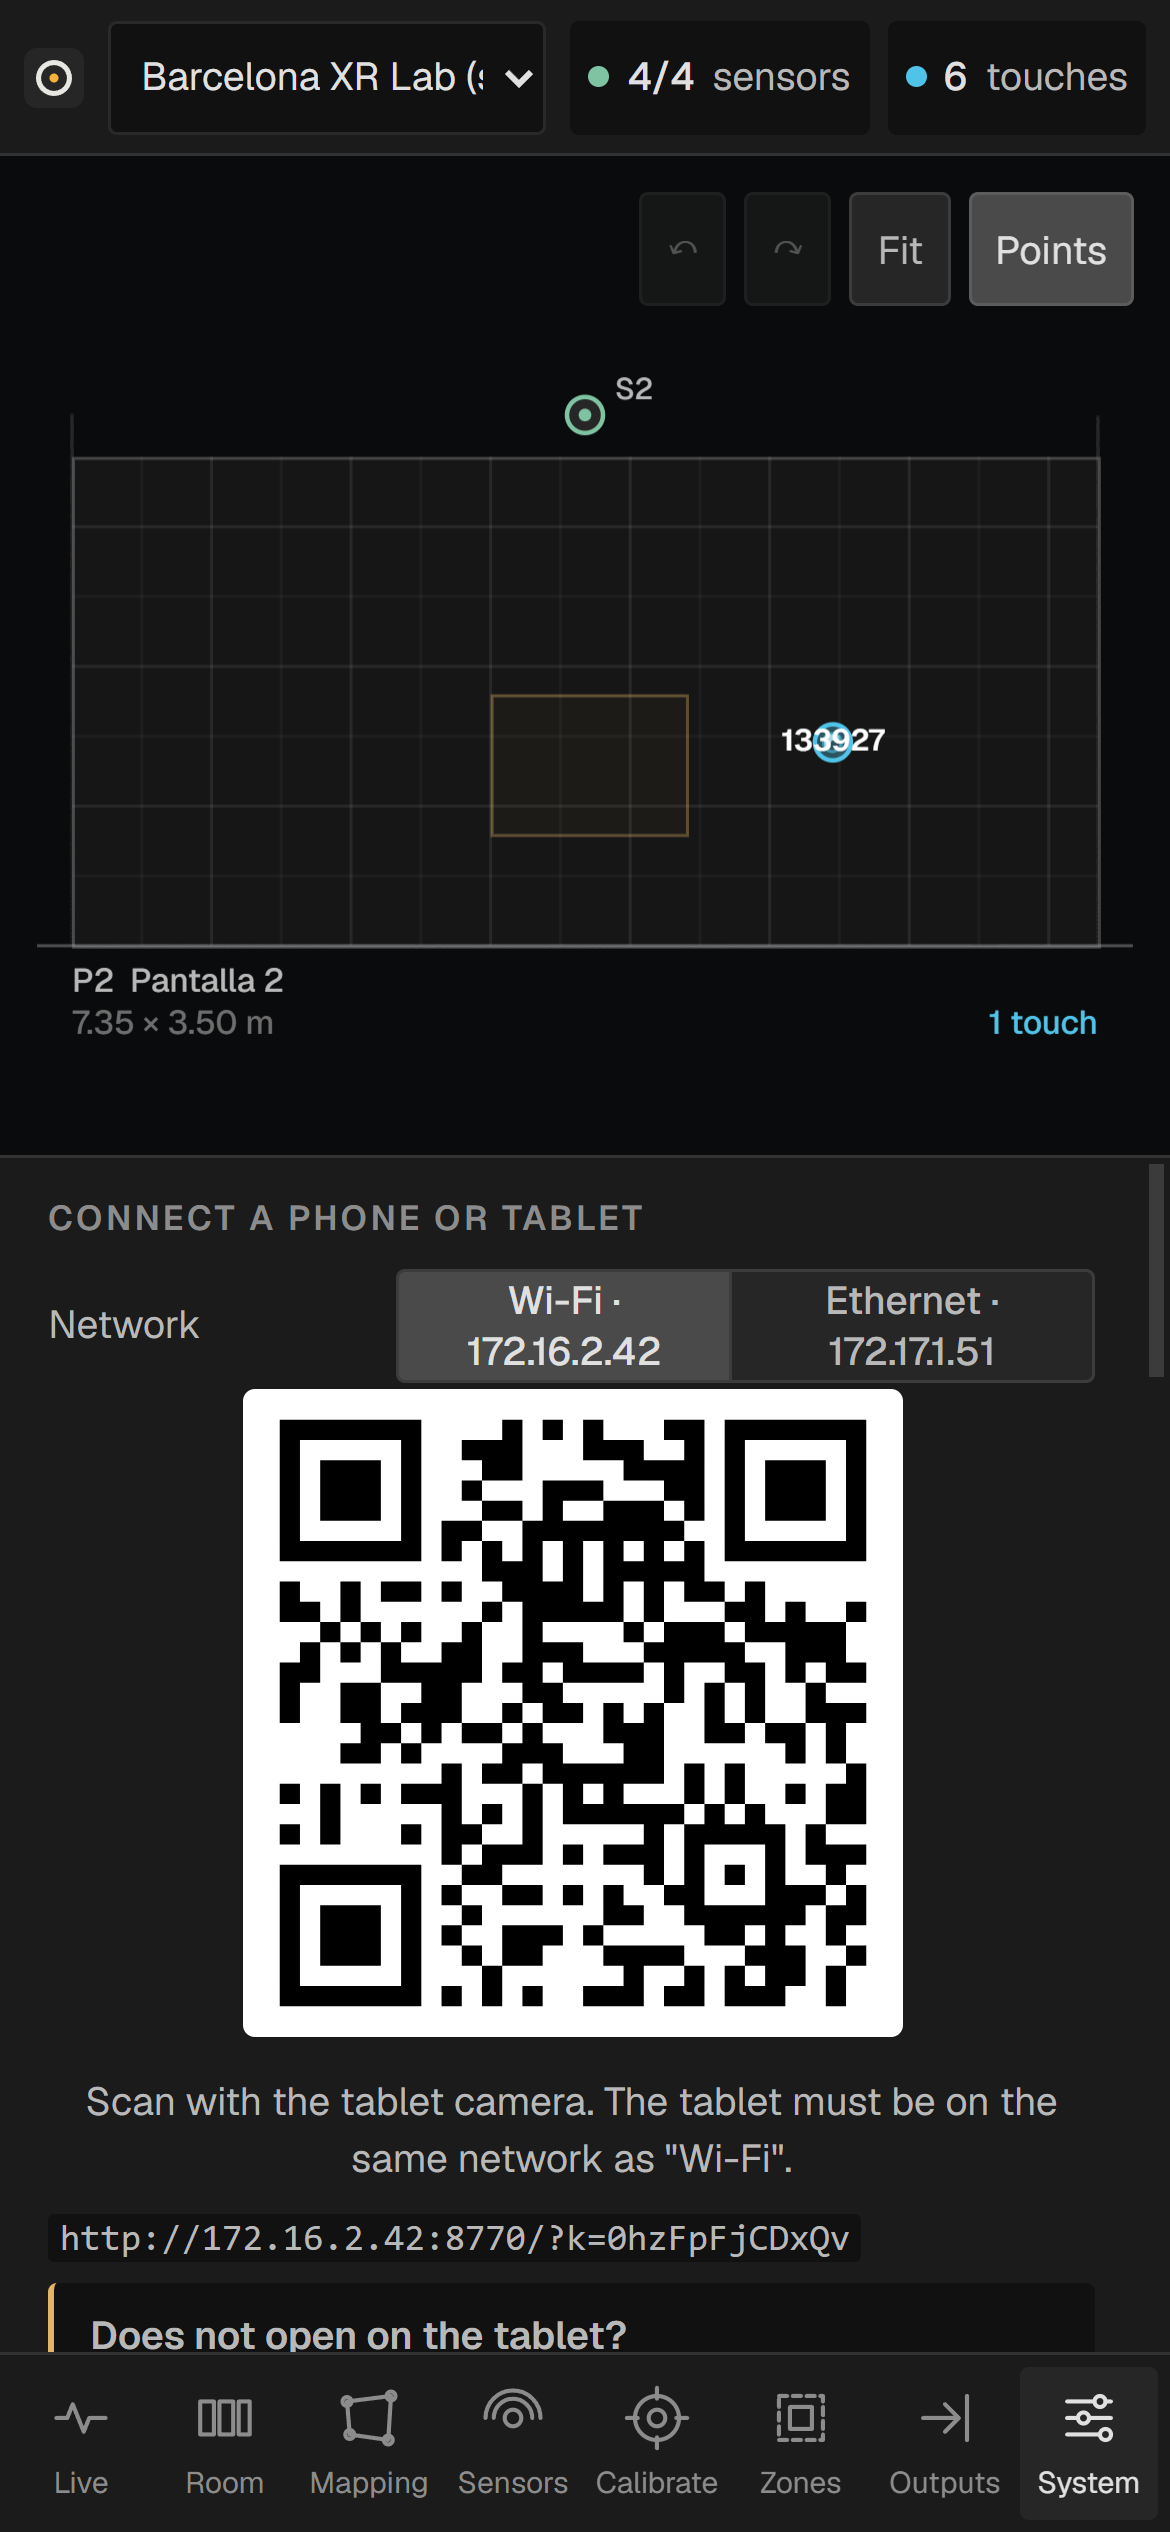 Barcelona XR Lab (
4/4 sensors
6 touches
Fit
Points
S2
133927
P2 Pantalla 2
7.35 × 3.50 m
1 touch
CONNECT A PHONE OR TABLET
Network
Wi-Fi ·
172.16.2.42
Ethernet ·
172.17.1.51
Scan with the tablet camera. The tablet must be on the
same network as "Wi-Fi".
http://172.16.2.42:8770/?k=0hzFpFjCDxQv
Does not open on the tablet?
Live
Room
Mapping
Sensors
Calibrate
Zones
Outputs
System